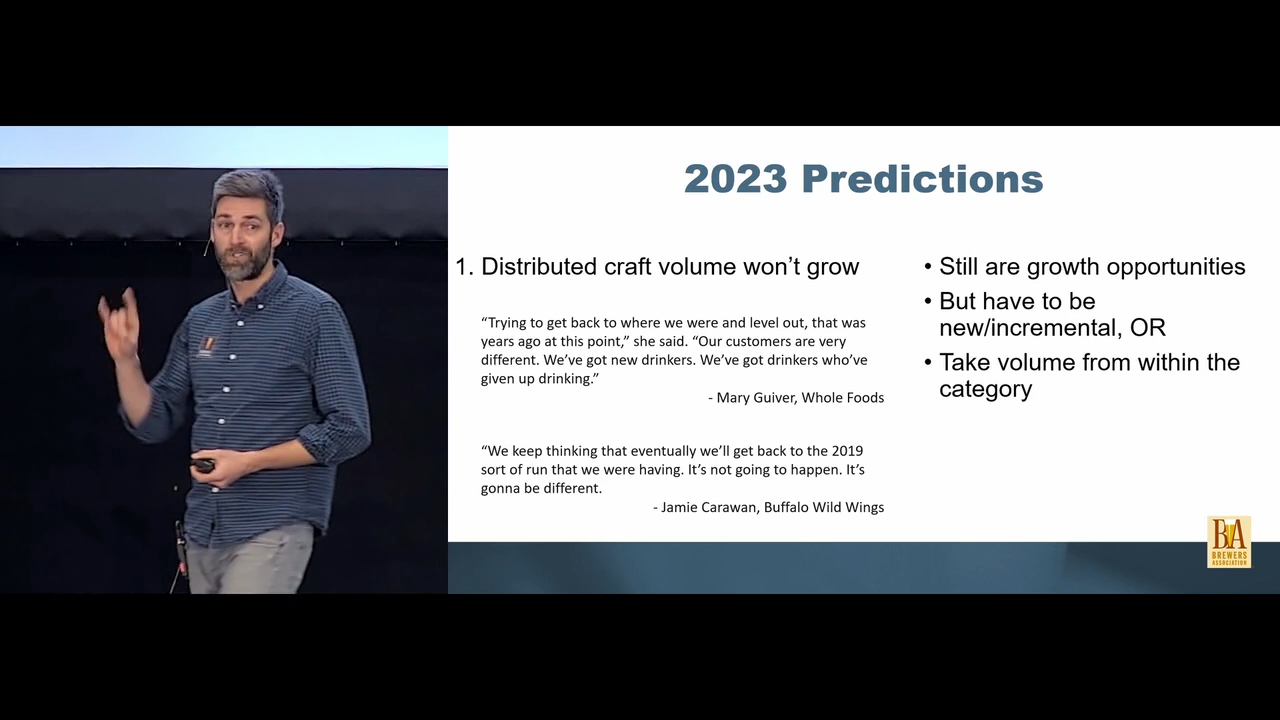 2023 Predictions
1. Distributed craft volume won’t grow
“Trying to get back to where we were and level out, that was
years ago at this point,” she said. “Our customers are very
different. We’ve got new drinkers. We’ve got drinkers who’ve
given up drinking.”
- Mary Guiver, Whole Foods
“We keep thinking that eventually we’ll get back to the 2019
sort of run that we were having. It’s not going to happen. It’s
gonna be different.
- Jamie Carawan, Buffalo Wild Wings
• Still are growth opportunities
• But have to be
new/incremental, OR
• Take volume from within the
category
BA
BREWERS
ASSOCIATION